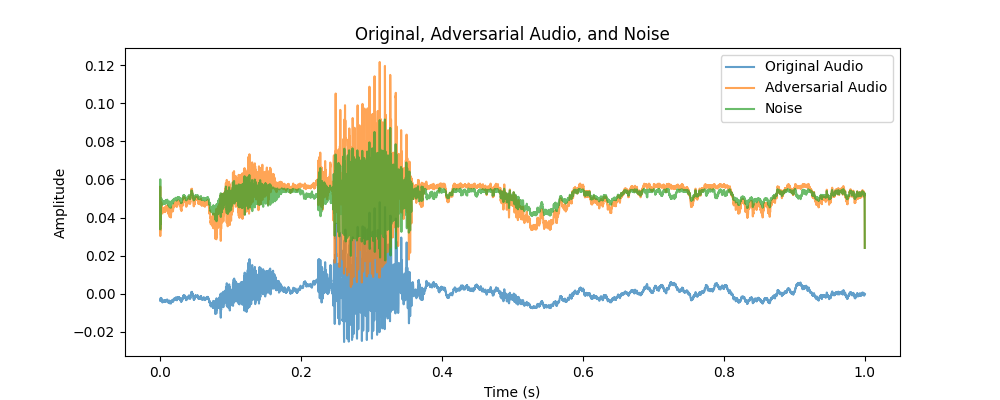 Original, Adversarial Audio, and Noise
Original Audio
Adversarial Audio
Noise
Amplitude
0.12
0.10
0.08
0.06
0.04
0.02
0.00
−0.02
0.0
0.2
0.4
0.6
0.8
1.0
Time (s)